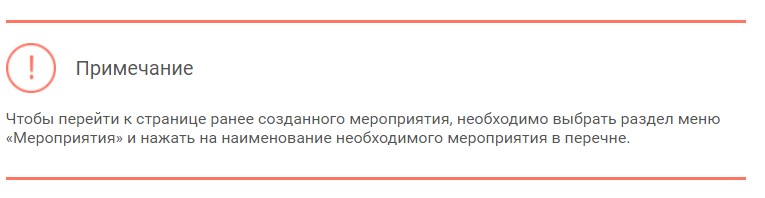 !
Примечание
Чтобы перейти к странице ранее созданного мероприятия, необходимо выбрать раздел меню
«Мероприятия» и нажать на наименование необходимого мероприятия в перечне.